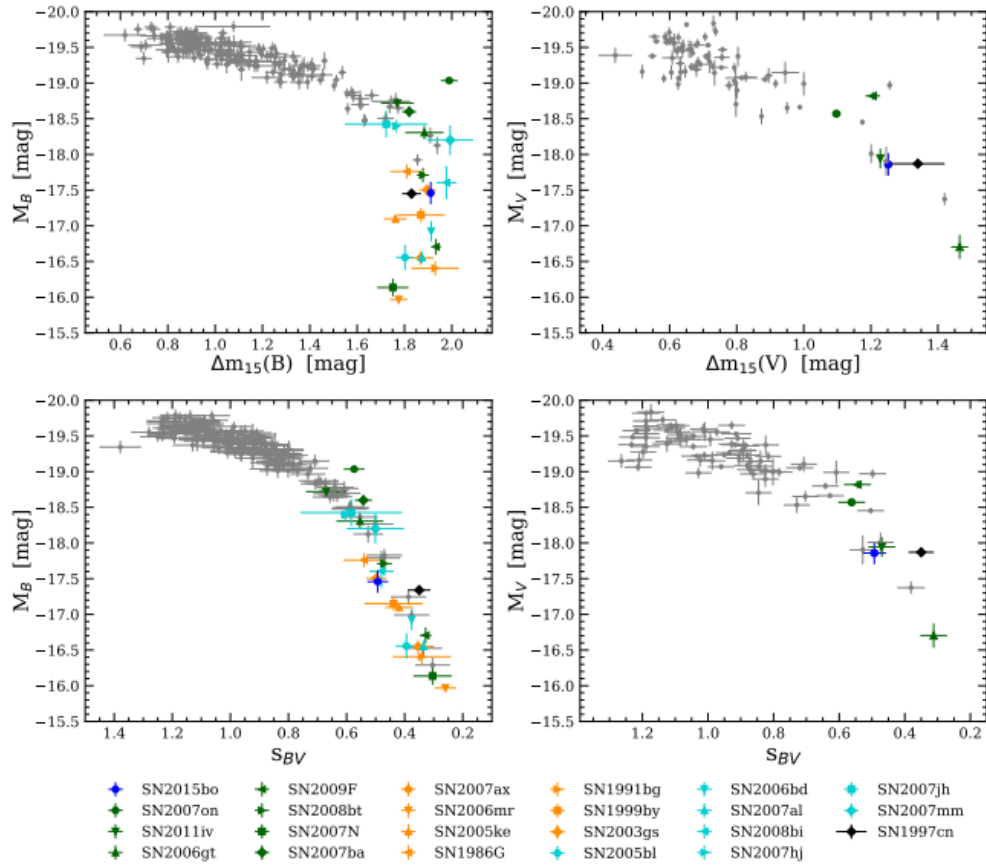 −20.0
−19.5
−19.0
−18.5
−18.0
−17.5
−17.0
−16.5
−16.0
−15.5
M_B [mag]
0.6 0.8 1.0 1.2 1.4 1.6 1.8 2.0
Δm₁₅(B) [mag]
−20.0
−19.5
−19.0
−18.5
−18.0
−17.5
−17.0
−16.5
−16.0
−15.5
M_V [mag]
0.4 0.6 0.8 1.0 1.2 1.4
Δm₁₅(V) [mag]
−20.0
−19.5
−19.0
−18.5
−18.0
−17.5
−17.0
−16.5
−16.0
−15.5
M_B [mag]
1.4 1.2 1.0 0.8 0.6 0.4 0.2
s_BV
−20.0
−19.5
−19.0
−18.5
−18.0
−17.5
−17.0
−16.5
−16.0
−15.5
M_V [mag]
1.2 1.0 0.8 0.6 0.4 0.2
s_BV
SN2015bo SN2009F SN2007ax SN1991bg SN2006bd SN2007jh
SN2007on SN2008bt SN2006mr SN1999by SN2007al SN2007mm
SN2011iv SN2007N SN2005ke SN2003gs SN2008bi SN1997cn
SN2006gt SN2007ba SN1986G SN2005bl SN2007hj